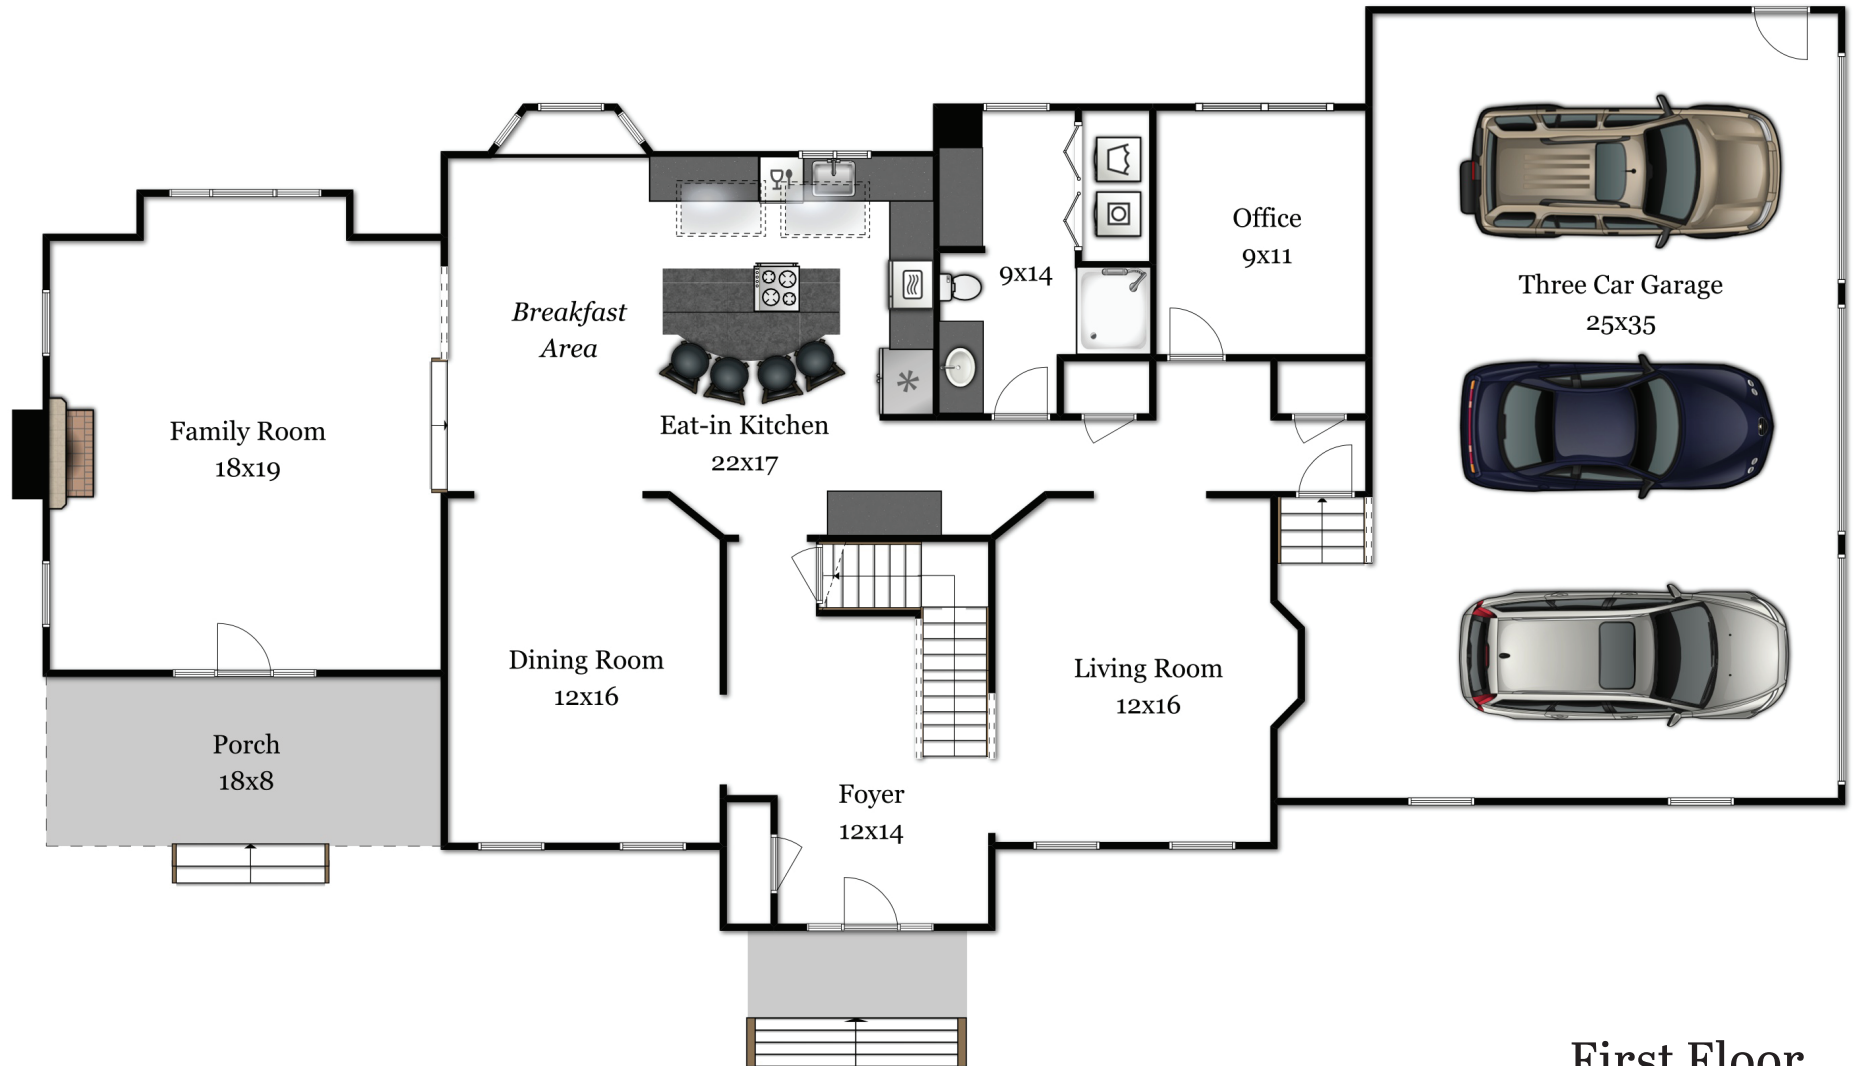 Office
9x11
9x14
Three Car Garage
25x35
Breakfast
Area
Family Room
18x19
Eat-in Kitchen
22x17
Dining Room
12x16
Living Room
12x16
Porch
18x8
Foyer
12x14
First Floor